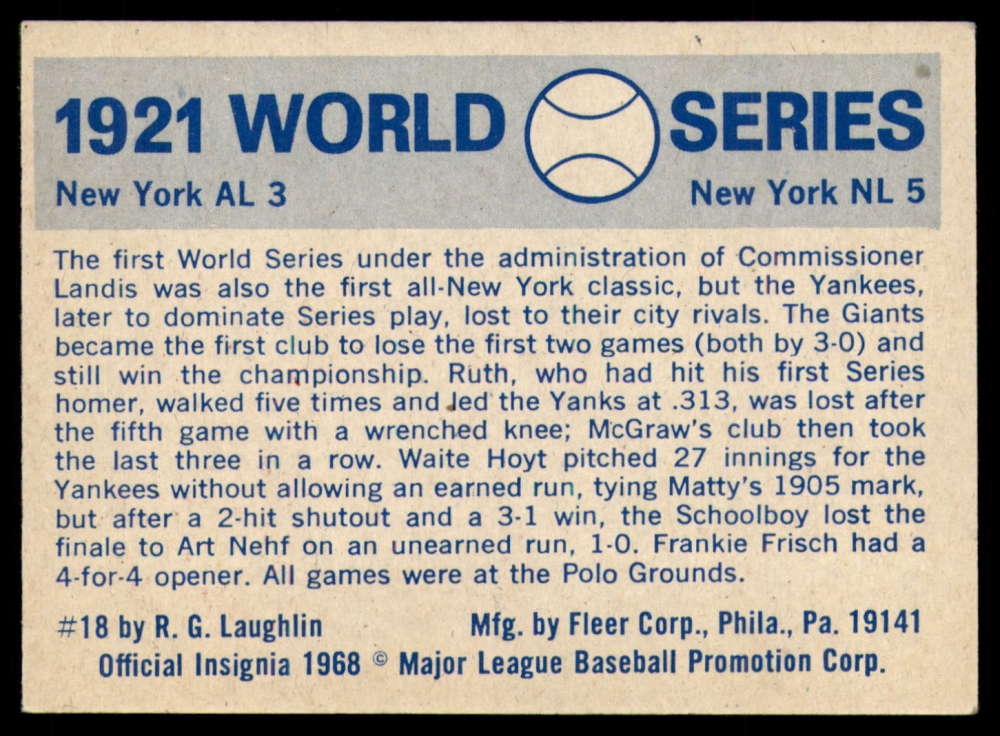 1921 WORLD SERIES
New York AL 3 New York NL 5
The first World Series under the administration of Commissioner
Landis was also the first all-New York classic, but the Yankees,
later to dominate Series play, lost to their city rivals. The Giants
became the first club to lose the first two games (both by 3-0) and
still win the championship. Ruth, who had hit his first Series
homer, walked five times and led the Yanks at .313, was lost after
the fifth game with a wrenched knee; McGraw's club then took
the last three in a row. Waite Hoyt pitched 27 innings for the
Yankees without allowing an earned run, tying Matty's 1905 mark,
but after a 2-hit shutout and a 3-1 win, the Schoolboy lost the
finale to Art Nehf on an unearned run, 1-0. Frankie Frisch had a
4-for-4 opener. All games were at the Polo Grounds.
#18 by R. G. Laughlin Mfg. by Fleer Corp., Phila., Pa. 19141
Official Insignia 1968 © Major League Baseball Promotion Corp.